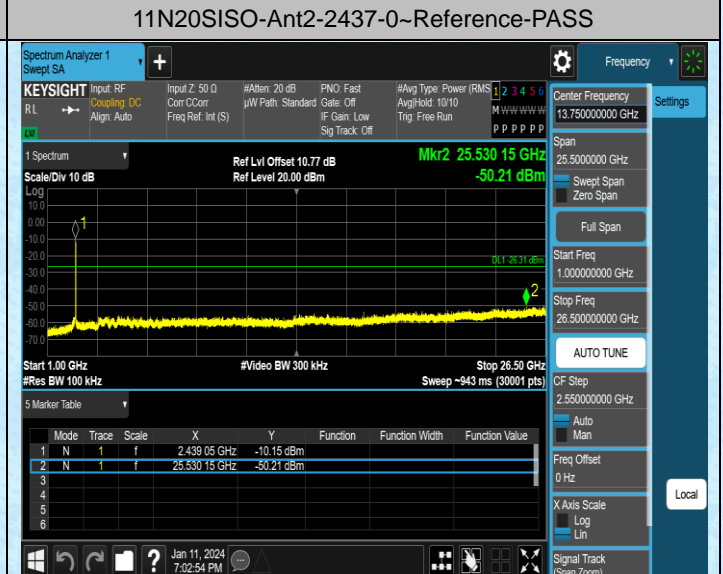 11N20SISO-Ant2-2437-0~Reference-PASS
Spectrum Analyzer 1
Swept SA
+
Frequency
KEYSIGHT
RL
Input: RF
Coupling: DC
Align: Auto
Input Z: 50 Ω
Corr CCorr
Freq Ref: Int (S)
#Atten: 20 dB
µW Path: Standard
PNO: Fast
Gate: Off
IF Gain: Low
Sig Track: Off
#Avg Type: Power (RMS
Avg|Hold: 10/10
Trig: Free Run
1 2 3 4 5 6
M W W W W W
P P P P P P
1 Spectrum
Scale/Div 10 dB
Ref Lvl Offset 10.77 dB
Ref Level 20.00 dBm
Mkr2 25.530 15 GHz
-50.21 dBm
Log
10.0
0.00
-10.0
-20.0
-30.0
-40.0
-50.0
-60.0
-70.0
1
DL1 -26.31 dBm
2
Start 1.00 GHz
#Res BW 100 kHz
#Video BW 300 kHz
Stop 26.50 GHz
Sweep ~943 ms (30001 pts)
5 Marker Table
Mode Trace Scale X Y Function Function Width Function Value
1 N 1 f 2.439 05 GHz -10.15 dBm
2 N 1 f 25.530 15 GHz -50.21 dBm
3
4
5
6
Jan 11, 2024
7:02:54 PM
Center Frequency
13.750000000 GHz
Span
25.5000000 GHz
Swept Span
Zero Span
Full Span
Start Freq
1.000000000 GHz
Stop Freq
26.500000000 GHz
AUTO TUNE
CF Step
2.550000000 GHz
Auto
Man
Freq Offset
0 Hz
X Axis Scale
Log
Lin
Signal Track
(Span Zoom)
Settings
Local